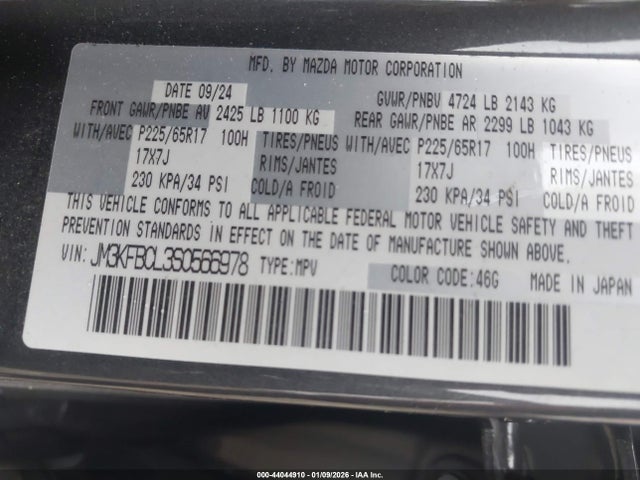 MFD. BY MAZDA MOTOR CORPORATION
DATE 09/24 GVWR/PNBV 4724 LB 2143 KG
FRONT GAWR/PNBE AV 2425 LB 1100 KG REAR GAWR/PNBE AR 2299 LB 1043 KG
WITH/AVEC P225/65R17 100H TIRES/PNEUS WITH/AVEC P225/65R17 100H TIRES/PNEUS
17X7J RIMS/JANTES 17X7J RIMS/JANTES
230 KPA/34 PSI COLD/A FROID 230 KPA/34 PSI COLD/A FROID
THIS VEHICLE CONFORMS TO ALL APPLICABLE FEDERAL MOTOR VEHICLE SAFETY AND THEFT
PREVENTION STANDARDS IN EFFECT ON THE DATE OF MANUFACTURE SHOWN ABOVE.
VIN: JM3KFBCL3S0566978 TYPE:MPV COLOR CODE:46G MADE IN JAPAN
000-44044910 - 01/09/2026 - IAA Inc.